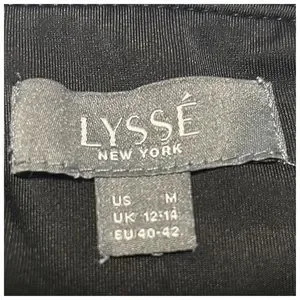 LYSSÉ
NEW YORK
US M
UK 12-14
EU 40-42